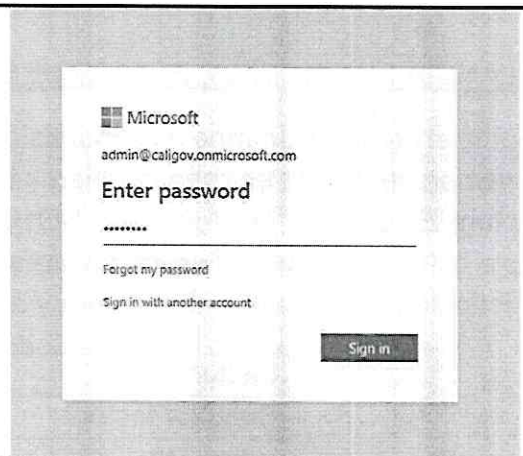 Microsoft
admin@caligov.onmicrosoft.com
Enter password
••••••••
Forgot my password
Sign in with another account
Sign in